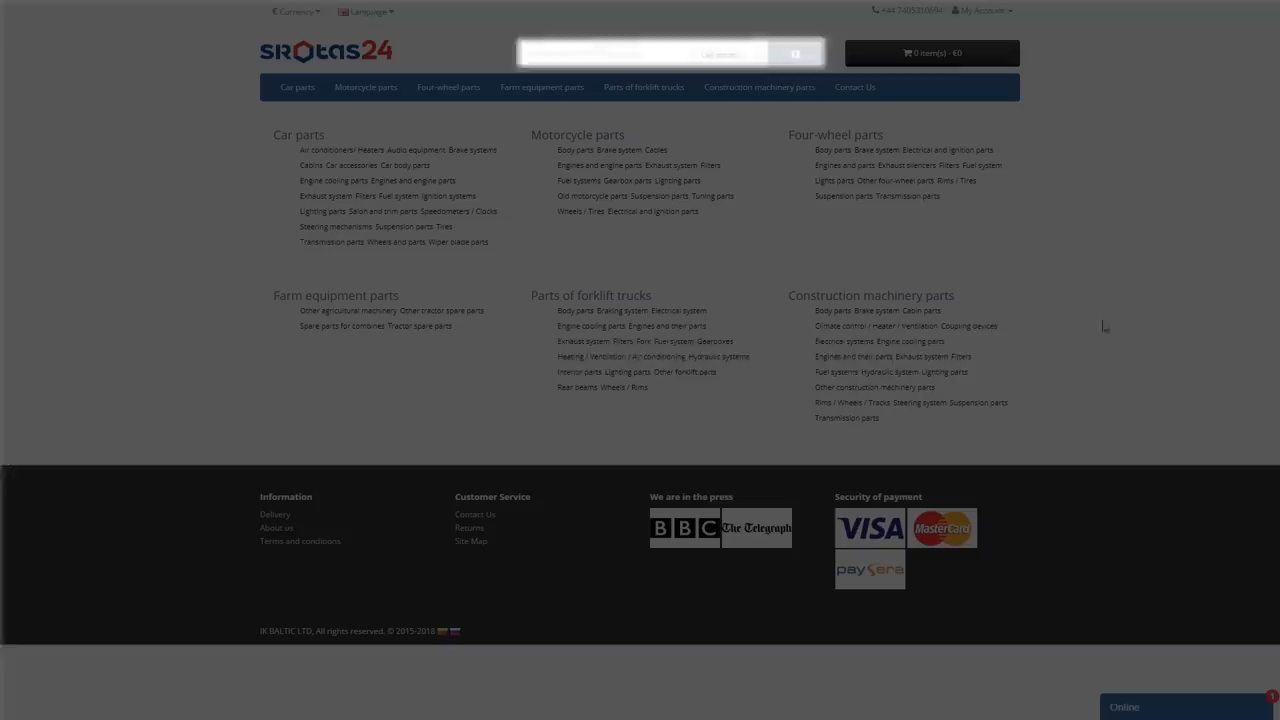 € Currency Language +44 7405310694 My Account
SROTAS24
0 item(s) - €0
Car parts Motorcycle parts Four-wheel parts Farm equipment parts Parts of forklift trucks Construction machinery parts Contact Us
Car parts
Air conditioners/ Heaters Audio equipment Brake systems
Cabins Car accessories Car body parts
Engine cooling parts Engines and engine parts
Exhaust system Filters Fuel system Ignition systems
Lighting parts Salon and trim parts Speedometers / Clocks
Steering mechanisms Suspension parts Tires
Transmission parts Wheels and parts Wiper blade parts
Motorcycle parts
Body parts Brake system Cables
Engines and engine parts Exhaust system Filters
Fuel systems Gearbox parts Lighting parts
Old motorcycle parts Suspension parts Tuning parts
Wheels / Tires Electrical and ignition parts
Four-wheel parts
Body parts Brake system Electrical and ignition parts
Engines and parts Exhaust silencers Filters Fuel system
Lights parts Other four-wheel parts Rims / Tires
Suspension parts Transmission parts
Farm equipment parts
Other agricultural machinery Other tractor spare parts
Spare parts for combines Tractor spare parts
Parts of forklift trucks
Body parts Braking system Electrical system
Engine cooling parts Engines and their parts
Exhaust system Filters Fork Fuel system Gearboxes
Heating / Ventilation / Air conditioning Hydraulic systems
Interior parts Lighting parts Other forklift parts
Rear beams Wheels / Rims
Construction machinery parts
Body parts Brake system Cabin parts
Climate control / Heater / Ventilation Coupling devices
Electrical systems Engine cooling parts
Engines and their parts Exhaust system Filters
Fuel systems Hydraulic system Lighting parts
Other construction machinery parts
Rims / Wheels / Tracks Steering system Suspension parts
Transmission parts
Information
Delivery
About us
Terms and conditions
Customer Service
Contact Us
Returns
Site Map
We are in the press
BBC The Telegraph
Security of payment
VISA MasterCard
paysera
IK BALTIC LTD, All rights reserved. © 2015-2018
Online
1